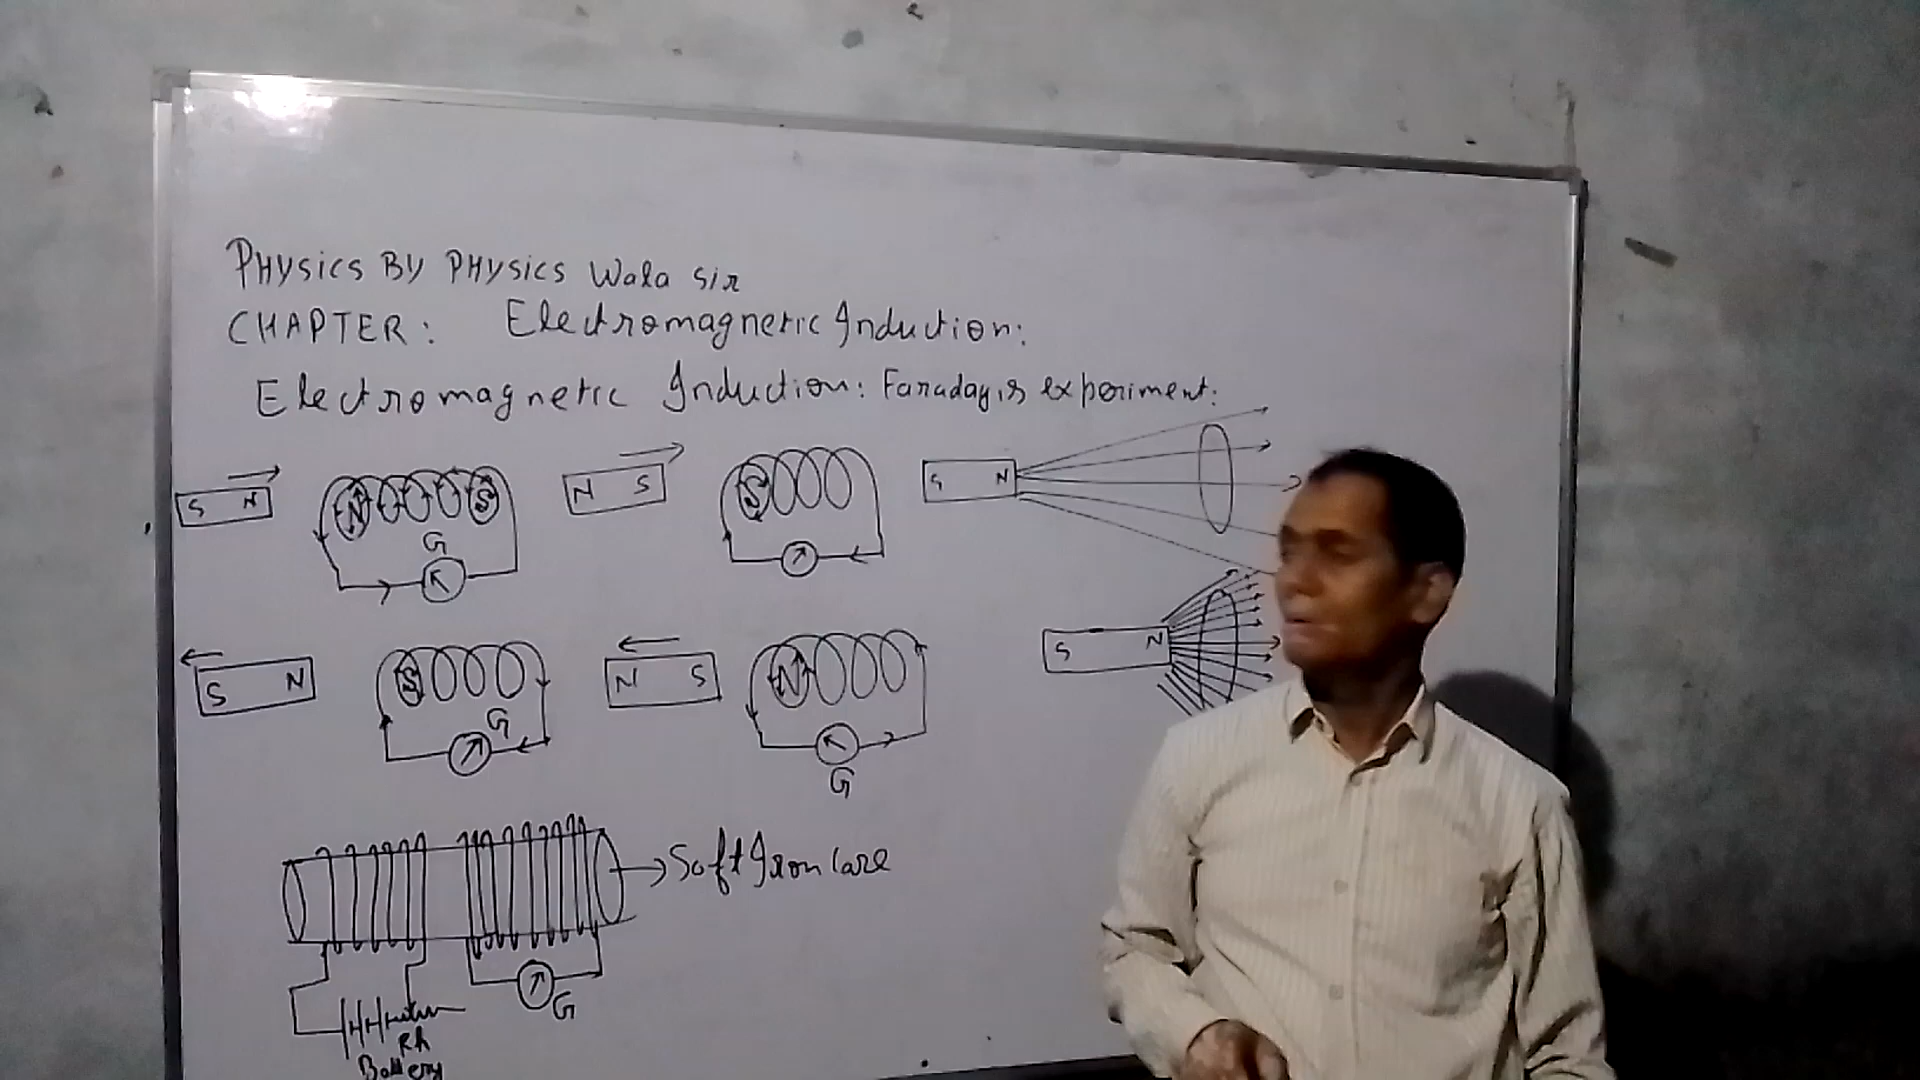 PHYSICS BY PHYSICS Wala Sir
CHAPTER: Electromagnetic Induction:
Electromagnetic Induction: Faraday's experiment:
S N
N S
G
N S
S
S N
S N
S
G
N S
N
G
S N
Soft Iron Core
G
Rh
Battery